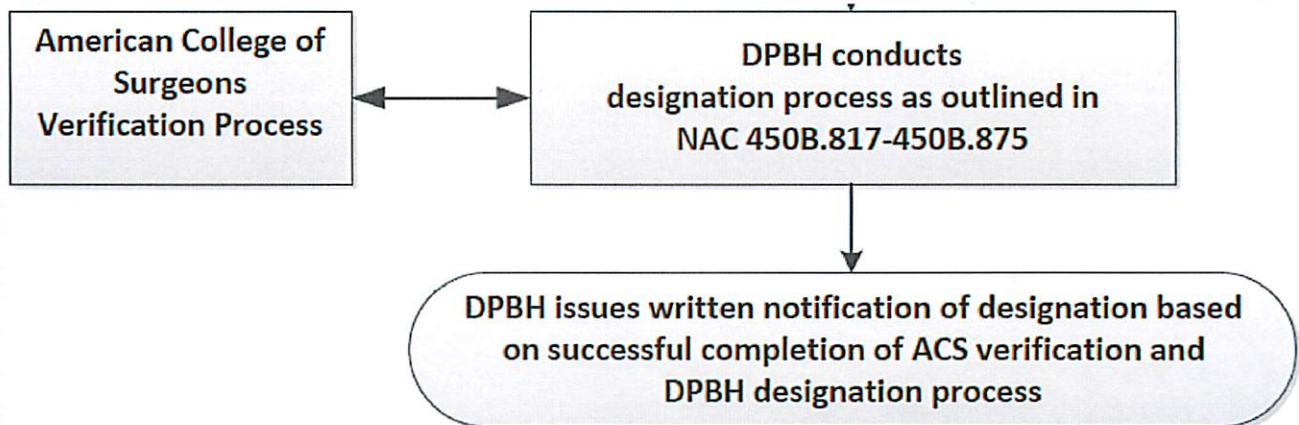 American College of
Surgeons
Verification Process
DPBH conducts
designation process as outlined in
NAC 450B.817-450B.875
DPBH issues written notification of designation based
on successful completion of ACS verification and
DPBH designation process